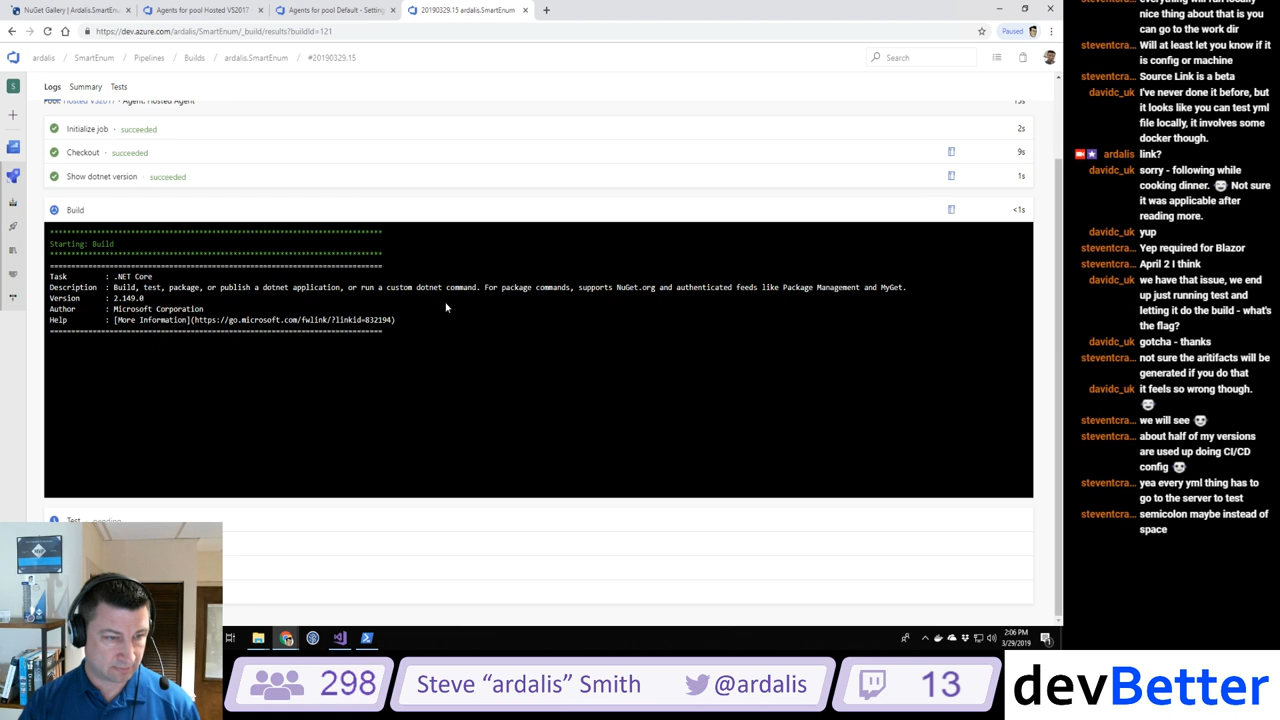 NuGet Gallery | Ardalis.SmartEnu
Agents for pool Hosted VS2017
Agents for pool Default - Setting
20190329.15 ardalis.SmartEnum
https://dev.azure.com/ardalis/SmartEnum/_build/results?buildId=121
Paused
ardalis / SmartEnum / Pipelines / Builds / ardalis.SmartEnum / #20190329.15
Search
S
Logs Summary Tests
Pool: Hosted VS2017 · Agent: Hosted Agent
Initialize job · succeeded 2s
Checkout · succeeded 9s
Show dotnet version · succeeded 1s
Build <1s
******************************************************************************
Starting: Build
******************************************************************************
==============================================================================
Task : .NET Core
Description : Build, test, package, or publish a dotnet application, or run a custom dotnet command. For package commands, supports NuGet.org and authenticated feeds like Package Management and MyGet.
Version : 2.149.0
Author : Microsoft Corporation
Help : [More Information](https://go.microsoft.com/fwlink/?linkid=832194)
==============================================================================
Test · pending
2:06 PM
3/29/2019
everything will run locally
nice thing about that is you
can go to the work dir
steventcra... Will at least let you know if it
is config or machine
steventcra... Source Link is a beta
davidc_uk I've never done it before, but
it looks like you can test yml
file locally, it involves some
docker though.
ardalis link?
davidc_uk sorry - following while
cooking dinner. Not sure
it was applicable after
reading more.
davidc_uk yup
steventcra... Yep required for Blazor
steventcra... April 2 I think
davidc_uk we have that issue, we end
up just running test and
letting it do the build - what's
the flag?
davidc_uk gotcha - thanks
steventcra... not sure the aritifacts will be
generated if you do that
davidc_uk it feels so wrong though.
steventcra... we will see
steventcra... about half of my versions
are used up doing CI/CD
config
steventcra... yea every yml thing has to
go to the server to test
steventcra... semicolon maybe instead of
space
298
Steve “ardalis” Smith
@ardalis
13
devBetter